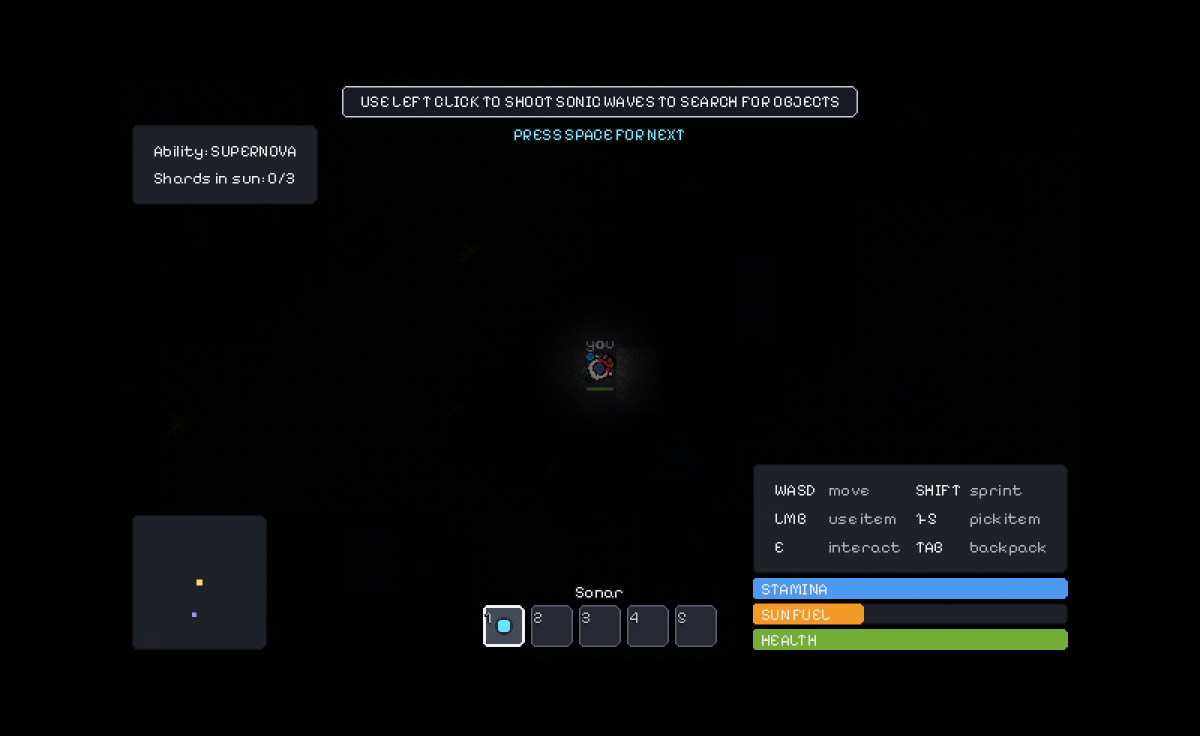 USE LEFT CLICK TO SHOOT SONIC WAVES TO SEARCH FOR OBJECTS
PRESS SPACE FOR NEXT
Ability: SUPERNOVA
Shards in sun: 0/3
you
WASD move SHIFT sprint
LMB use item 1-5 pick item
E interact TAB backpack
STAMINA
SUN FUEL
HEALTH
Sonar
1 2 3 4 5